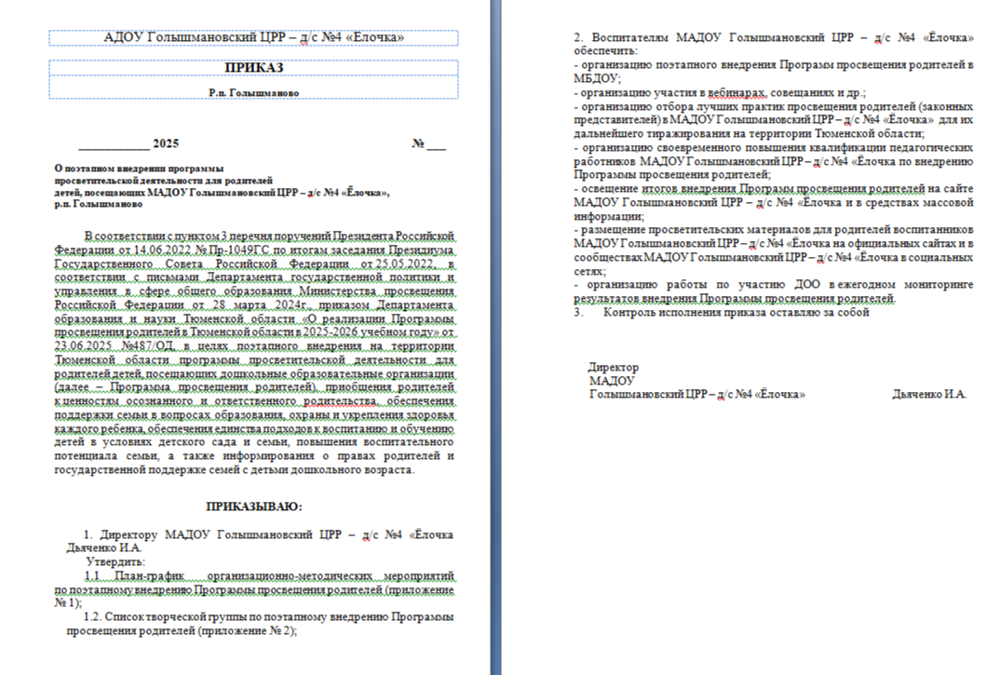 АДОУ Голышмановский ЦРР – д/с №4 «Елочка»
ПРИКАЗ
Р.п. Голышманово
___________ 2025 № ___
О поэтапном внедрении программы
просветительской деятельности для родителей
детей, посещающих МАДОУ Голышмановский ЦРР – д/с №4 «Ёлочка»,
р.п. Голышманово
В соответствии с пунктом 3 перечня поручений Президента Российской
Федерации от 14.06.2022 № Пр-1049ГС по итогам заседания Президиума
Государственного Совета Российской Федерации от 25.05.2022, в
соответствии с письмами Департамента государственной политики и
управления в сфере общего образования Министерства просвещения
Российской Федерации от 28 марта 2024г., приказом Департамента
образования и науки Тюменской области «О реализации Программы
просвещения родителей в Тюменской области в 2025-2026 учебном году» от
23.06.2025 №487/ОД, в целях поэтапного внедрения на территории
Тюменской области программы просветительской деятельности для
родителей детей, посещающих дошкольные образовательные организации
(далее – Программа просвещения родителей), приобщения родителей
к ценностям осознанного и ответственного родительства, обеспечения
поддержки семьи в вопросах образования, охраны и укрепления здоровья
каждого ребенка, обеспечения единства подходов к воспитанию и обучению
детей в условиях детского сада и семьи, повышения воспитательного
потенциала семьи, а также информирования о правах родителей и
государственной поддержке семей с детьми дошкольного возраста.
ПРИКАЗЫВАЮ:
1. Директору МАДОУ Голышмановский ЦРР – д/с №4 «Ёлочка
Дьяченко И.А.
Утвердить:
1.1 План-график организационно-методических мероприятий
по поэтапному внедрению Программы просвещения родителей (приложение
№ 1);
1.2. Список творческой группы по поэтапному внедрению Программы
просвещения родителей (приложение № 2);
2. Воспитателям МАДОУ Голышмановский ЦРР – д/с №4 «Ёлочка»
обеспечить:
- организацию поэтапного внедрения Программ просвещения родителей в
МБДОУ;
- организацию участия в вебинарах, совещаниях и др.;
- организацию отбора лучших практик просвещения родителей (законных
представителей) в МАДОУ Голышмановский ЦРР – д/с №4 «Ёлочка» для их
дальнейшего тиражирования на территории Тюменской области;
- организацию своевременного повышения квалификации педагогических
работников МАДОУ Голышмановский ЦРР – д/с №4 «Ёлочка по внедрению
Программы просвещения родителей;
- освещение итогов внедрения Программ просвещения родителей на сайте
МАДОУ Голышмановский ЦРР – д/с №4 «Ёлочка и в средствах массовой
информации;
- размещение просветительских материалов для родителей воспитанников
МАДОУ Голышмановский ЦРР – д/с №4 «Ёлочка на официальных сайтах и в
сообществах МАДОУ Голышмановский ЦРР – д/с №4 «Ёлочка в социальных
сетях;
- организацию работы по участию ДОО в ежегодном мониторинге
результатов внедрения Программы просвещения родителей.
3. Контроль исполнения приказа оставляю за собой
Директор
МАДОУ
Голышмановский ЦРР – д/с №4 «Ёлочка» Дьяченко И.А.